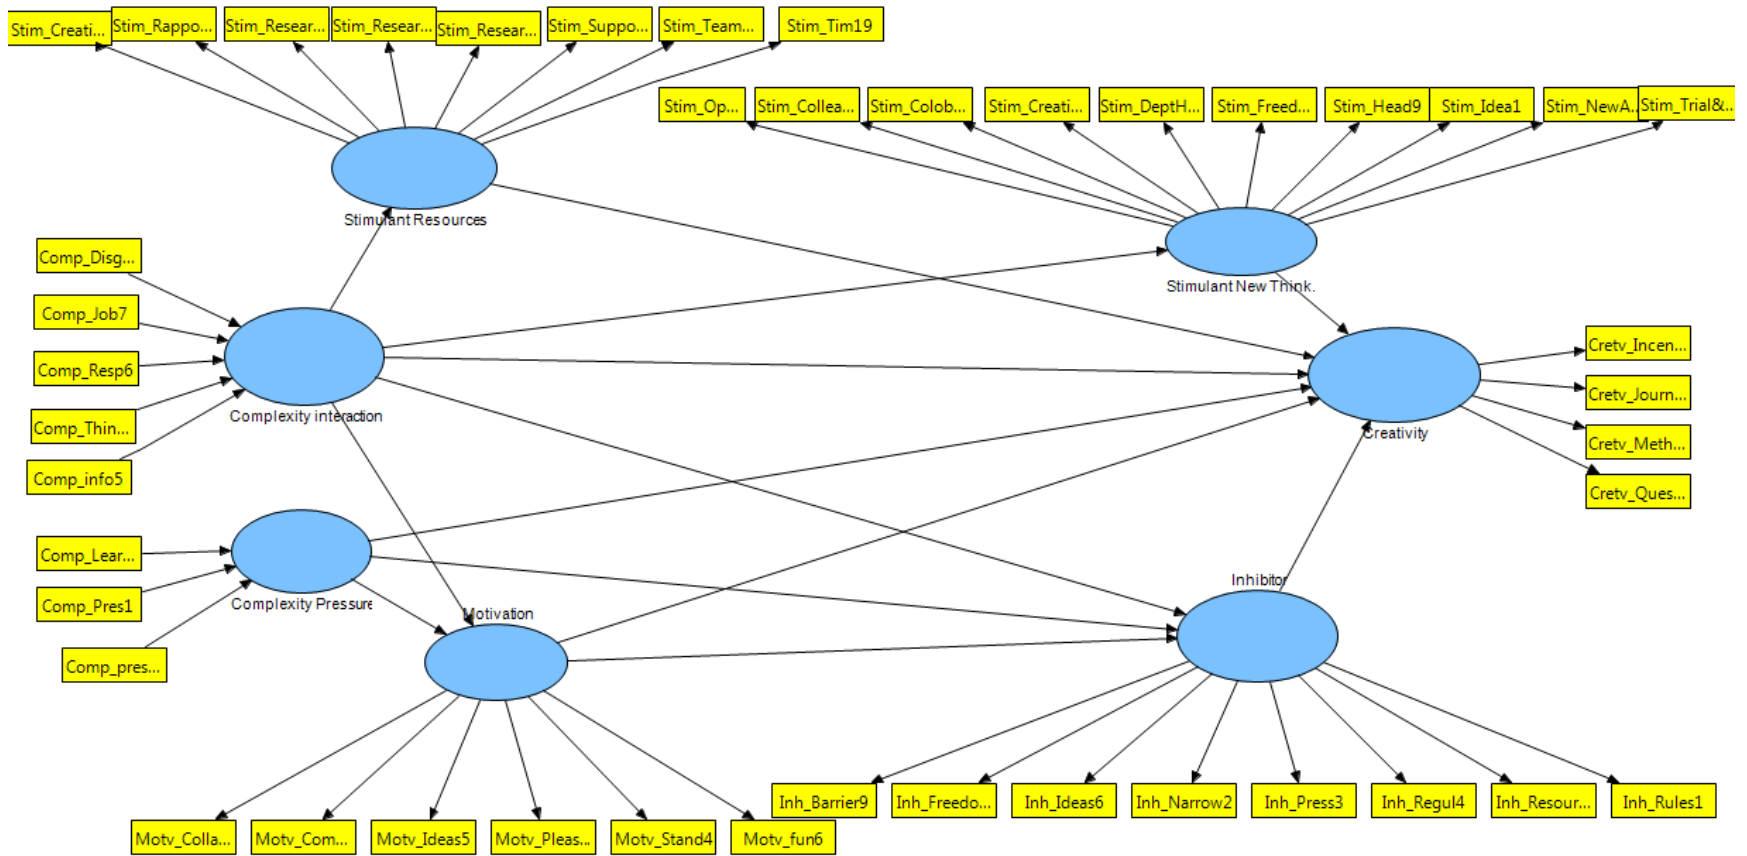 Stim_Creati...
Stim_Rappo...
Stim_Resear...
Stim_Resear...
Stim_Resear...
Stim_Suppo...
Stim_Team...
Stim_Tim19
Stim_Op...
Stim_Collea...
Stim_Colob...
Stim_Creati...
Stim_DeptH...
Stim_Freed...
Stim_Head9
Stim_Idea1
Stim_NewA...
Stim_Trial&...
Stimulant Resources
Stimulant New Think.
Comp_Disg...
Comp_Job7
Comp_Resp6
Comp_Thin...
Comp_info5
Complexity interaction
Cretv_Incen...
Cretv_Journ...
Cretv_Meth...
Cretv_Ques...
Creativity
Comp_Lear...
Comp_Pres1
Comp_pres...
Complexity Pressure
Motivation
Inhibitor
Inh_Barrier9
Inh_Freedo...
Inh_Ideas6
Inh_Narrow2
Inh_Press3
Inh_Regul4
Inh_Resour...
Inh_Rules1
Motv_Colla...
Motv_Com...
Motv_Ideas5
Motv_Pleas...
Motv_Stand4
Motv_fun6